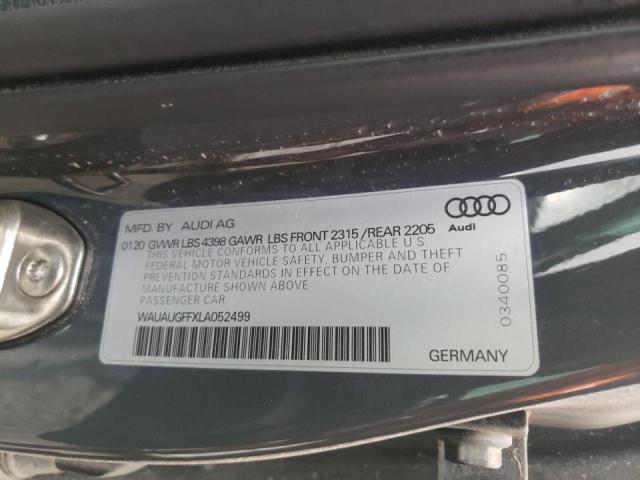 MFD. BY AUDI AG
0120 GVWR LBS 4398 GAWR LBS FRONT 2315 /REAR 2205
THIS VEHICLE CONFORMS TO ALL APPLICABLE U S
FEDERAL MOTOR VEHICLE SAFETY, BUMPER AND THEFT
PREVENTION STANDARDS IN EFFECT ON THE DATE OF
MANUFACTURE SHOWN ABOVE
PASSENGER CAR
WAUAUGFFXLA052499
GERMANY
Audi
0340085